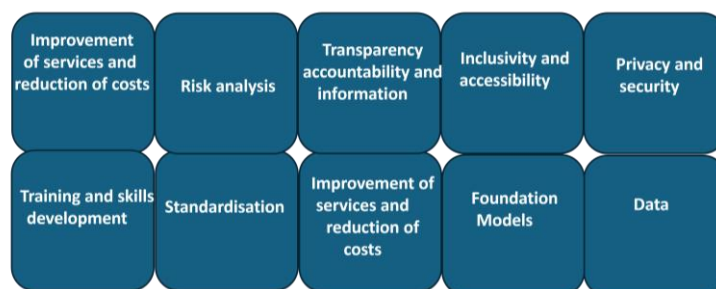 Improvement
of services and
reduction of costs
Risk analysis
Transparency
accountability and
information
Inclusivity and
accessibility
Privacy and
security
Training and skills
development
Standardisation
Improvement of
services and
reduction of
costs
Foundation
Models
Data